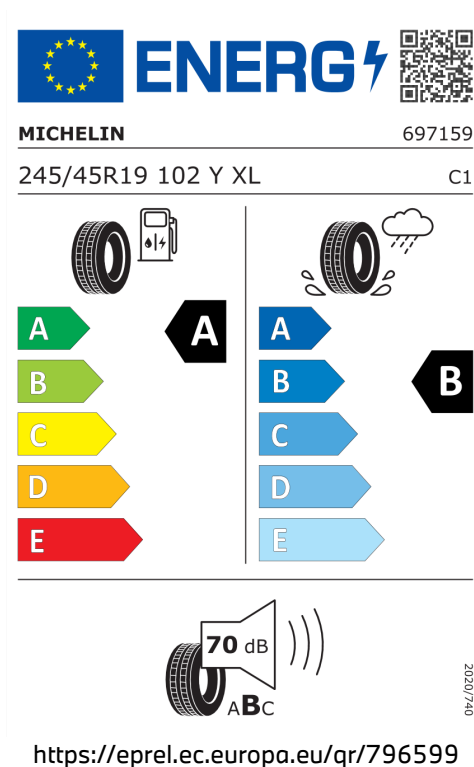 ENERG
MICHELIN 697159
245/45R19 102 Y XL C1
A A
B
C
D
E
A
B B
C
D
E
70 dB
ABC
2020/740
https://eprel.ec.europa.eu/qr/796599